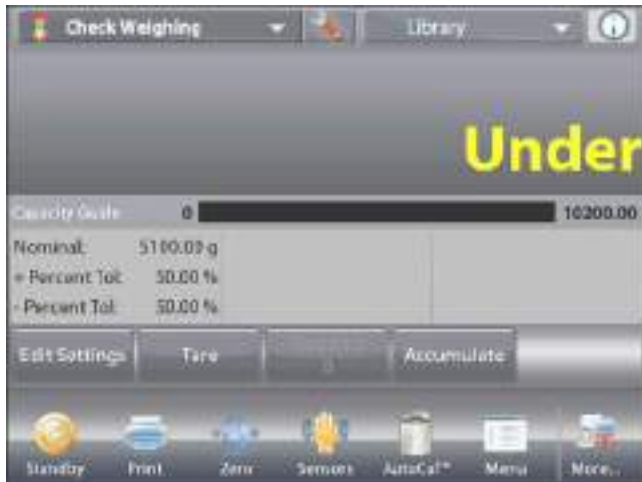 Check Weighing Library
Under
Capacity Guide 0 10200.00
Nominal: 5100.00 g
+ Percent Tol: 50.00 %
- Percent Tol: 50.00 %
Edit Settings Tare Accumulate
Standby Print Zero Sensors AutoCal™ Menu More...